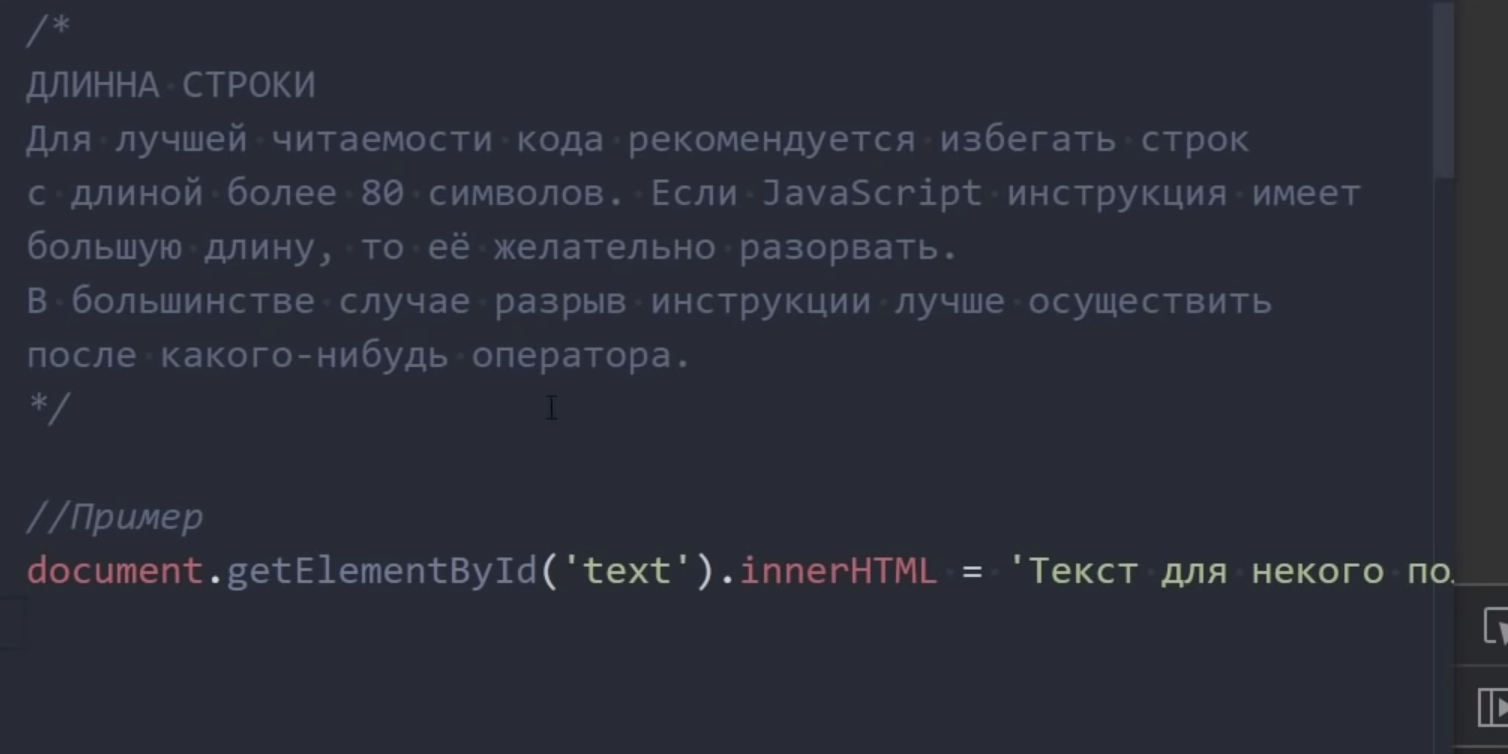 /*
ДЛИННА СТРОКИ
Для лучшей читаемости кода рекомендуется избегать строк
с длиной более 80 символов. Если JavaScript инструкция имеет
большую длину, то её желательно разорвать.
В большинстве случае разрыв инструкции лучше осуществить
после какого-нибудь оператора.
*/
//Пример
document.getElementById('text').innerHTML = 'Текст для некого